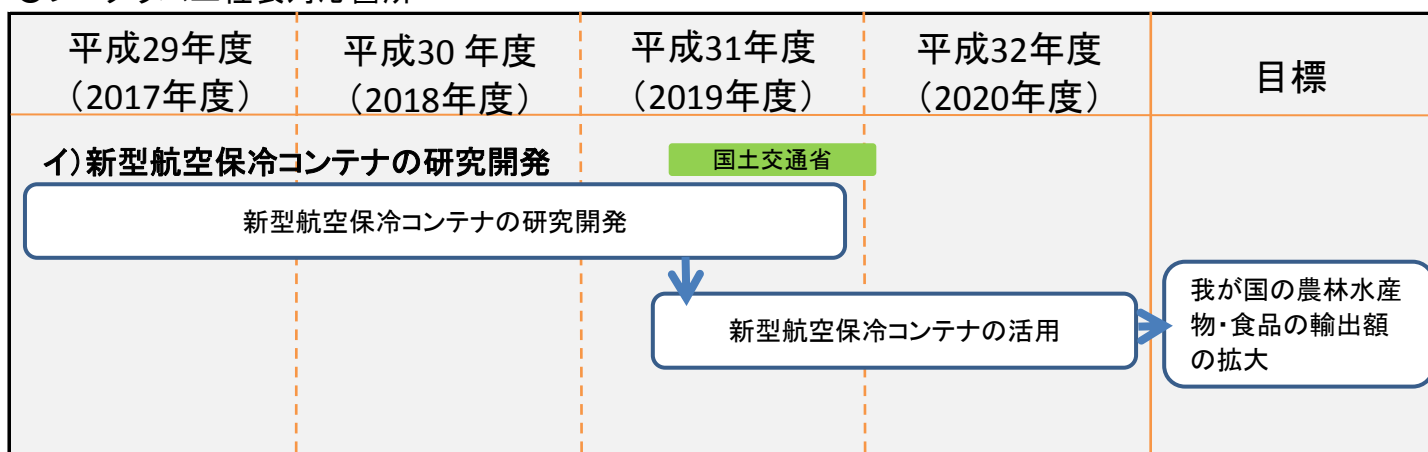 平成29年度
（2017年度）
平成30 年度
（2018年度）
平成31年度
（2019年度）
平成32年度
（2020年度）
目標
イ）新型航空保冷コンテナの研究開発
国土交通省
新型航空保冷コンテナの研究開発
新型航空保冷コンテナの活用
我が国の農林水産
物・食品の輸出額
の拡大